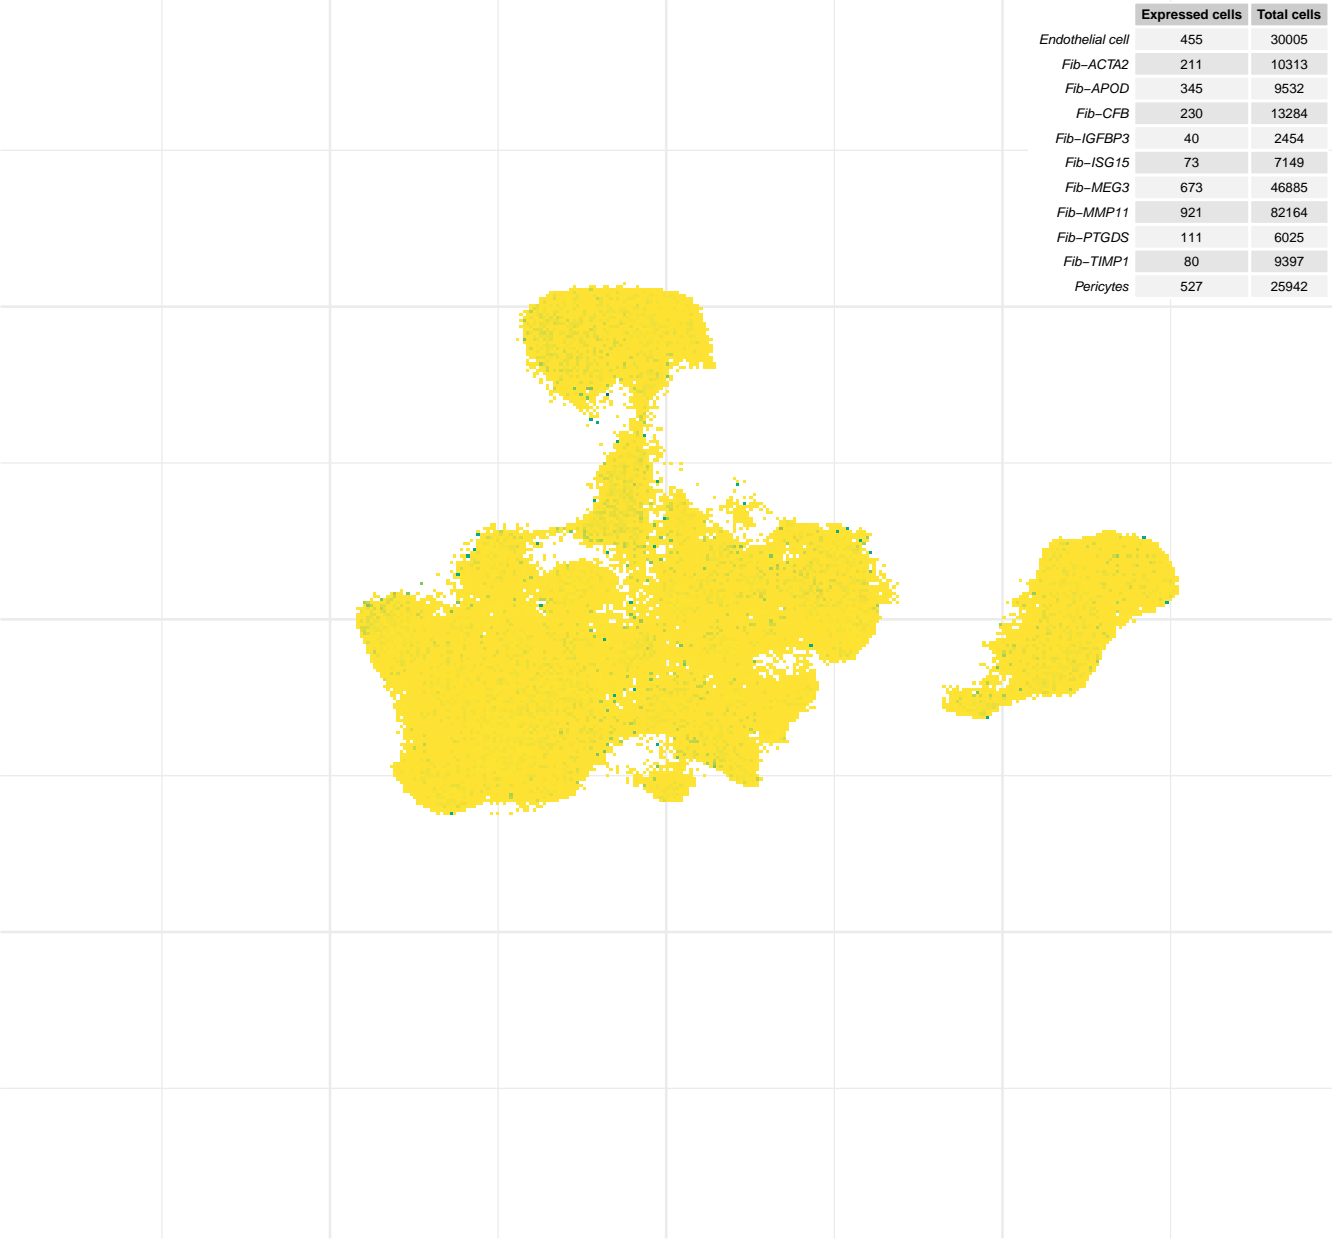 Expressed cells Total cells
Endothelial cell 455 30005
Fib−ACTA2 211 10313
Fib−APOD 345 9532
Fib−CFB 230 13284
Fib−IGFBP3 40 2454
Fib−ISG15 73 7149
Fib−MEG3 673 46885
Fib−MMP11 921 82164
Fib−PTGDS 111 6025
Fib−TIMP1 80 9397
Pericytes 527 25942